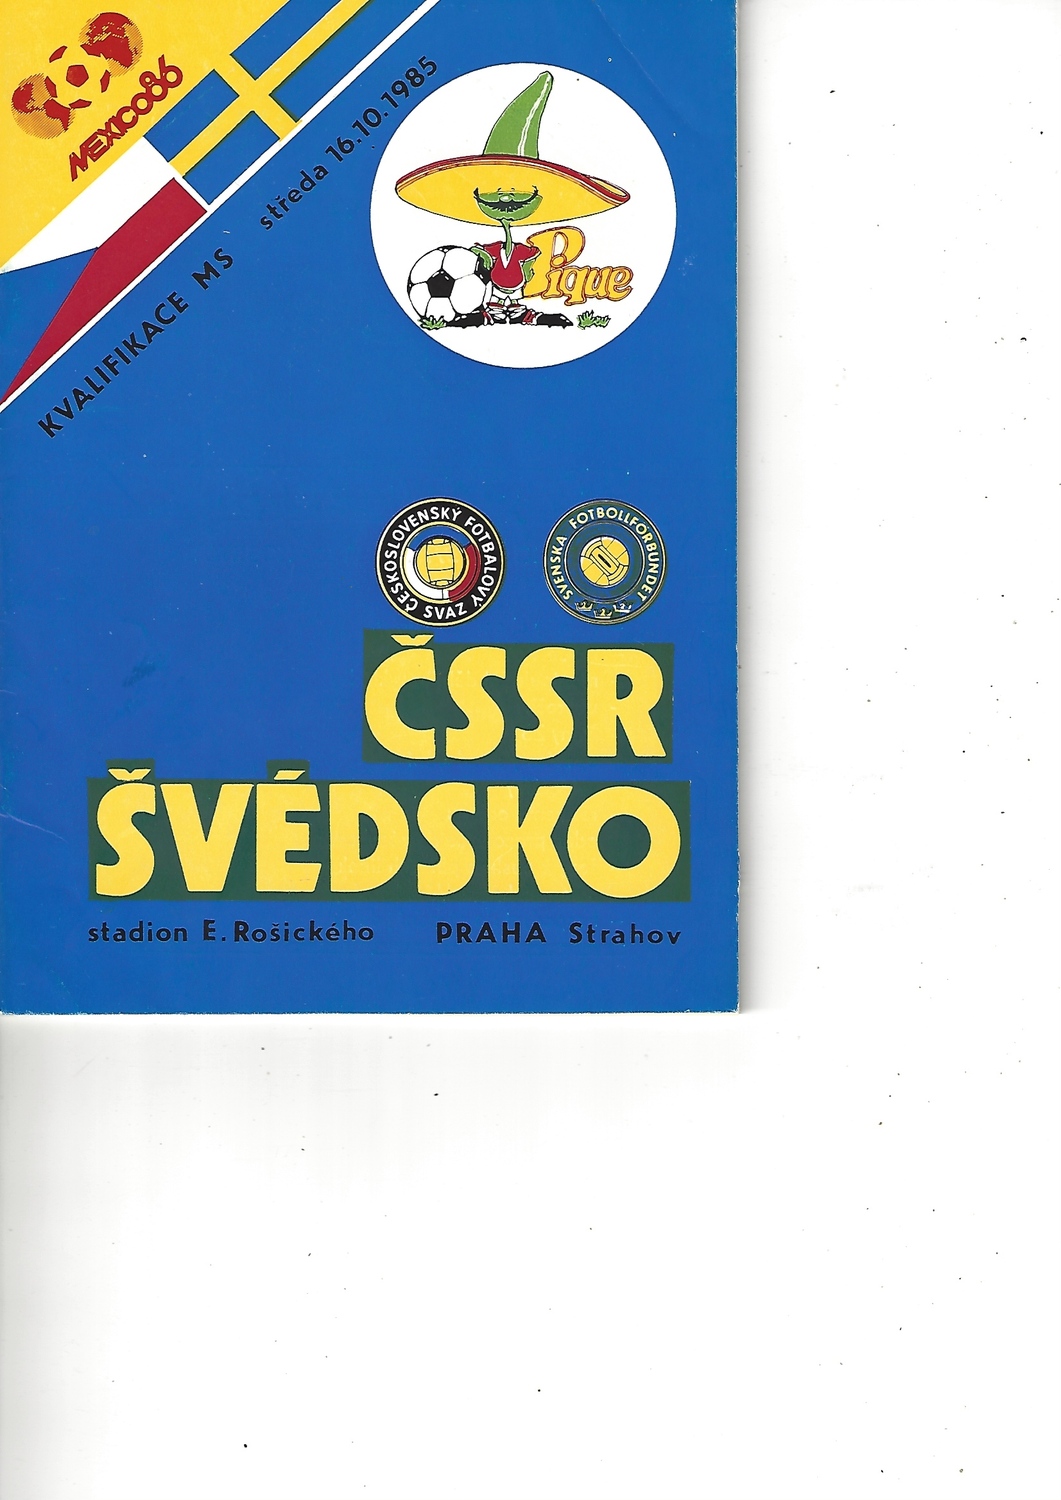 MEXICO86
KVALIFIKACE MS středa 16.10.1985
Pique
ČESKOSLOVENSKÝ FOTBALOVÝ SVAZ
SVENSKA FOTBOLLFÖRBUNDET
ČSSR
ŠVÉDSKO
stadion E. Rošického PRAHA Strahov